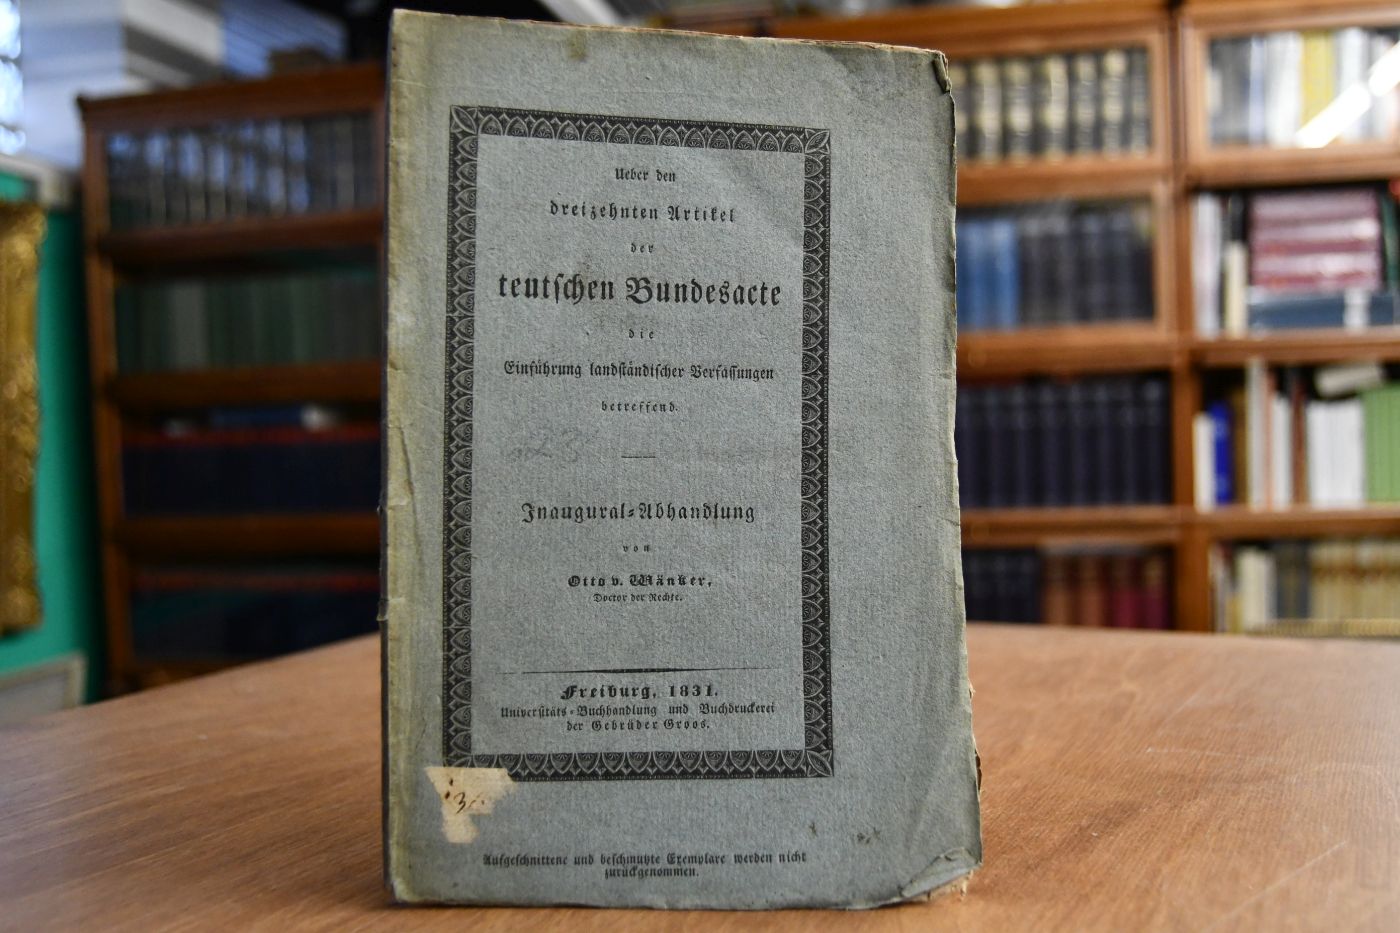 Ueber den
dreizehnten Artikel
der
teutschen Bundesacte
die
Einführung landständischer Verfassungen
betreffend.
23
Inaugural-Abhandlung
von
Otto v. Wänker,
Doctor der Rechte.
Freiburg, 1831.
Universitäts-Buchhandlung und Buchdruckerei
der Gebrüder Groos.
Aufgeschnittene und beschmutzte Exemplare werden nicht
zurückgenommen.